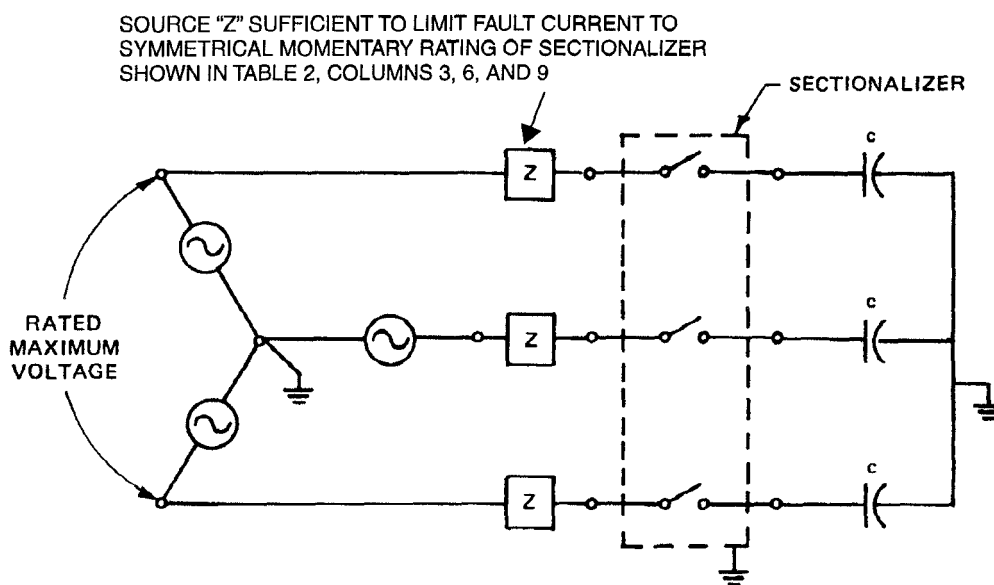 SOURCE “Z” SUFFICIENT TO LIMIT FAULT CURRENT TO
SYMMETRICAL MOMENTARY RATING OF SECTIONALIZER
SHOWN IN TABLE 2, COLUMNS 3, 6, AND 9
SECTIONALIZER
C
Z
RATED
MAXIMUM
VOLTAGE
C
Z
C
Z